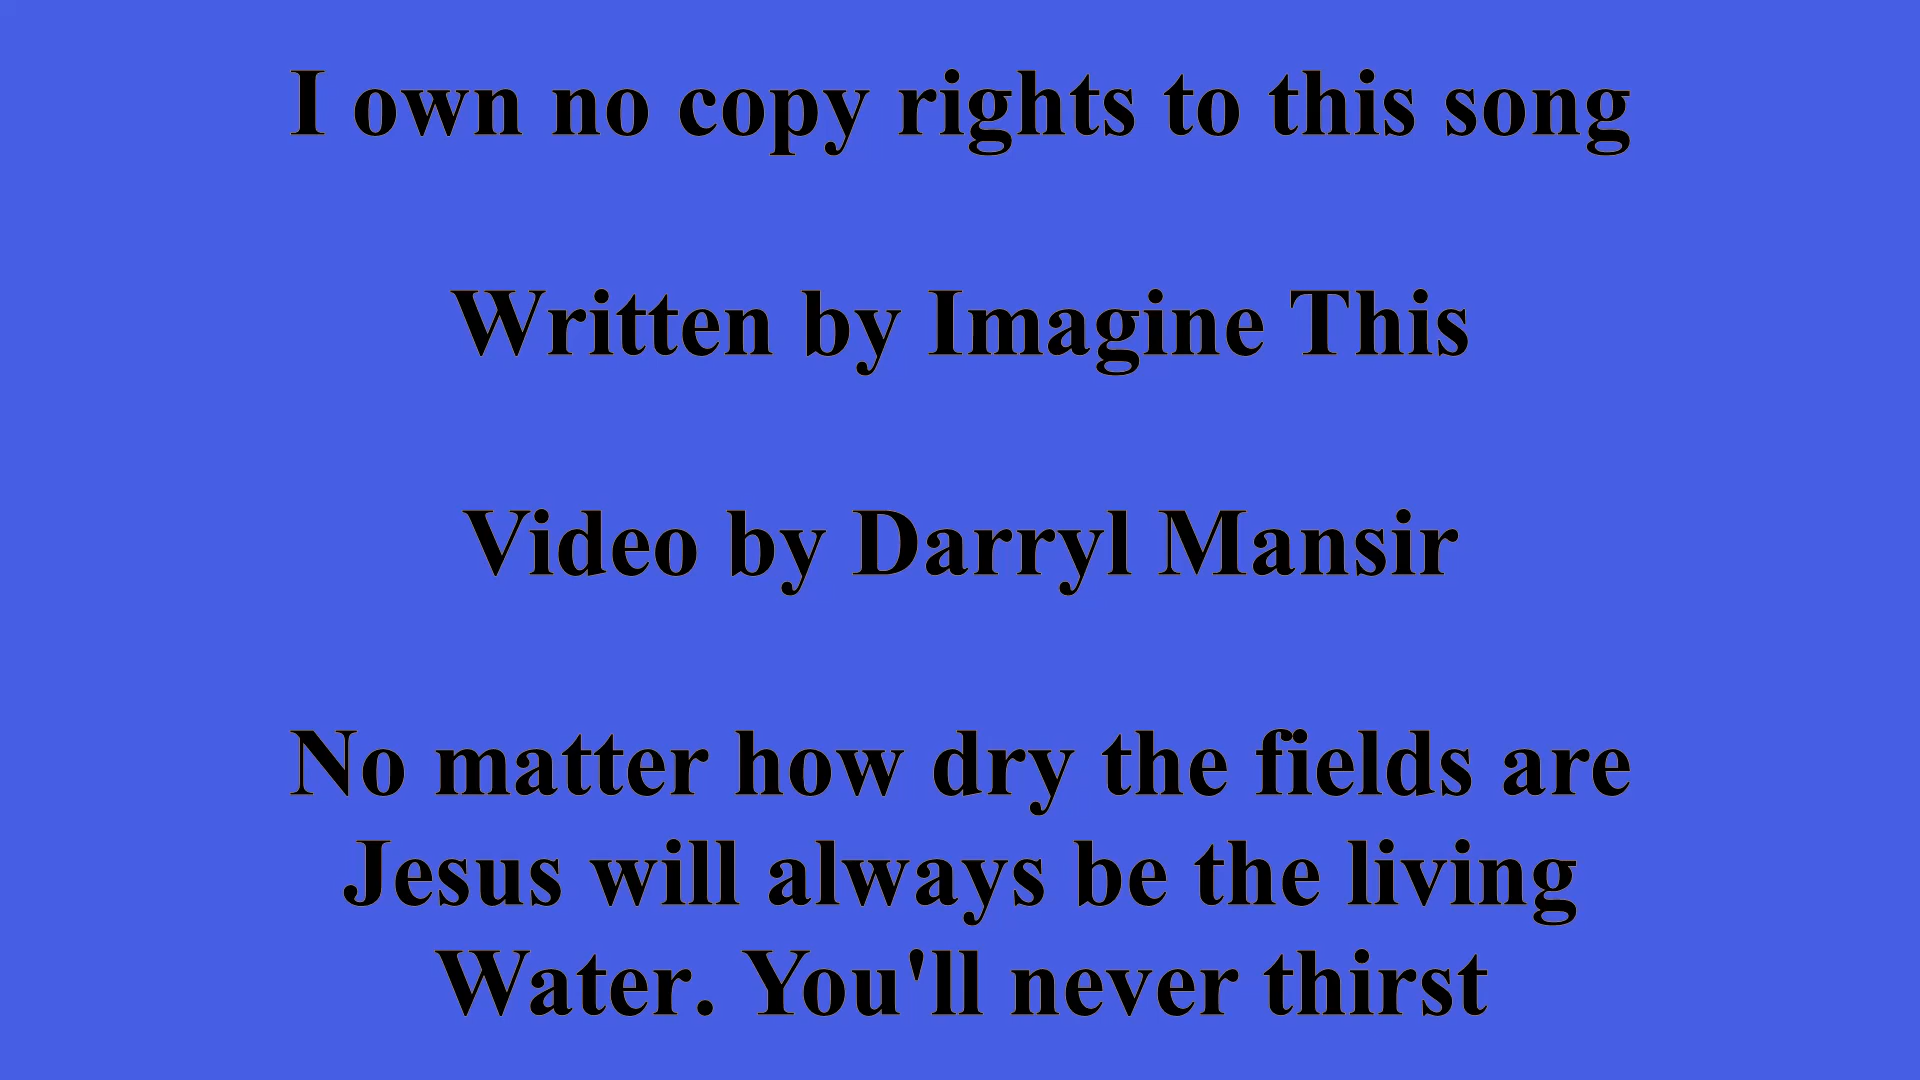 I own no copy rights to this song
Written by Imagine This
Video by Darryl Mansir
No matter how dry the fields are
Jesus will always be the living
Water. You'll never thirst